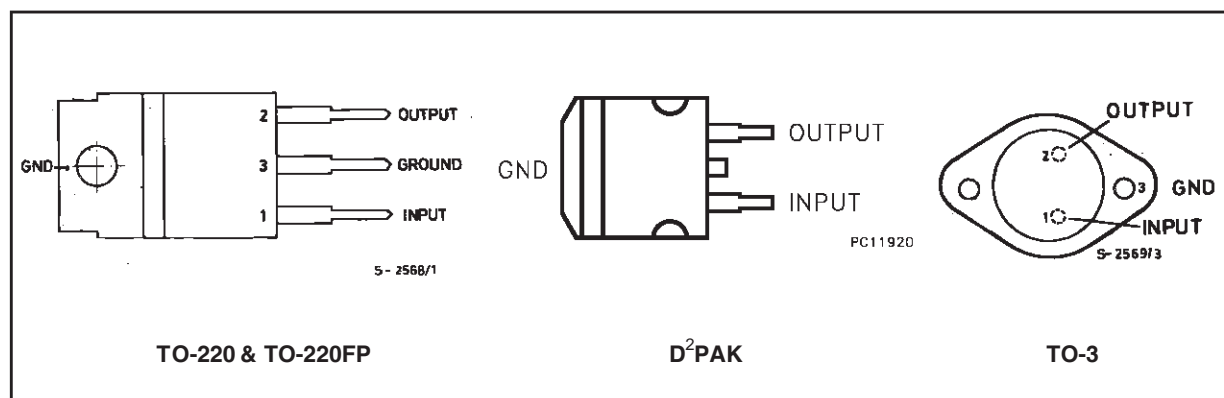 2 OUTPUT
GND 3 GROUND
1 INPUT
S-2568/1
TO-220 & TO-220FP
OUTPUT
GND
INPUT
PC11920
D²PAK
OUTPUT
2
3 GND
1 INPUT
S-2569/3
TO-3